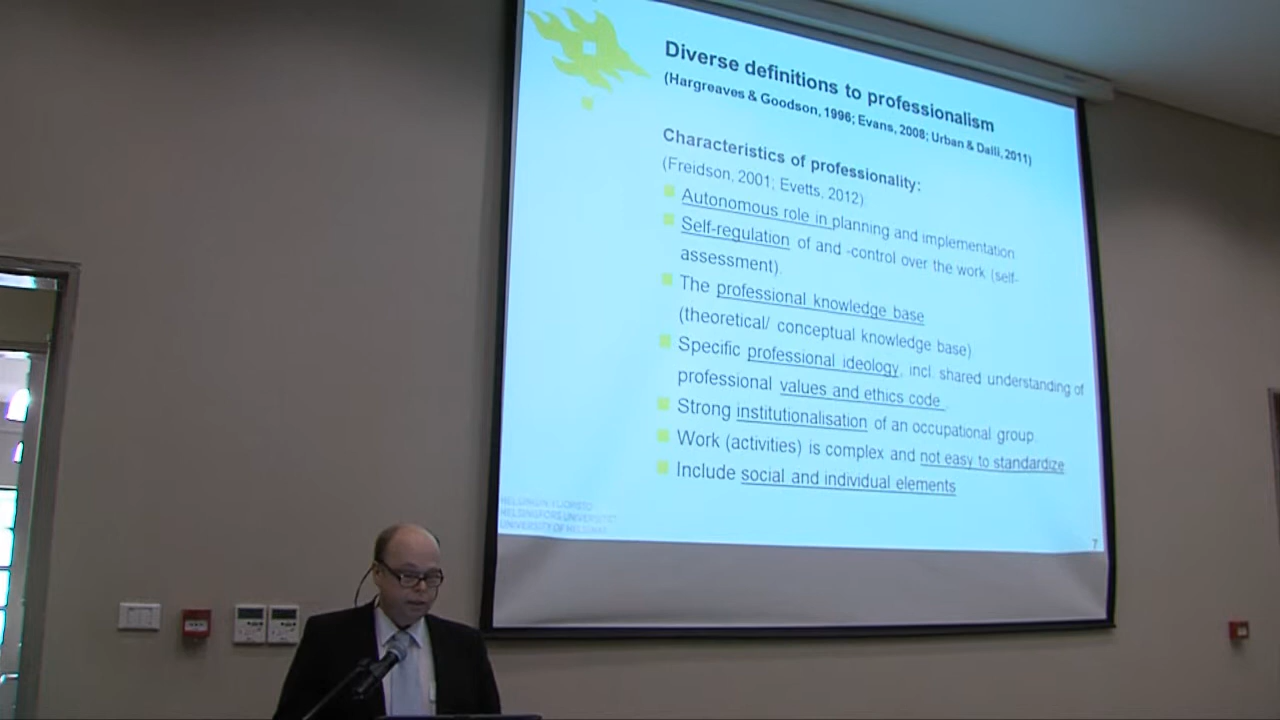 Diverse definitions to professionalism
(Hargreaves & Goodson, 1996; Evans, 2008; Urban & Dalli, 2011)
Characteristics of professionality:
(Freidson, 2001; Evetts, 2012).
Autonomous role in planning and implementation
Self-regulation of and -control over the work (self-
assessment).
The professional knowledge base
(theoretical/ conceptual knowledge base)
Specific professional ideology, incl. shared understanding of
professional values and ethics code.
Strong institutionalisation of an occupational group.
Work (activities) is complex and not easy to standardize
Include social and individual elements
HELSINGIN YLIOPISTO
HELSINGFORS UNIVERSITET
UNIVERSITY OF HELSINKI
7